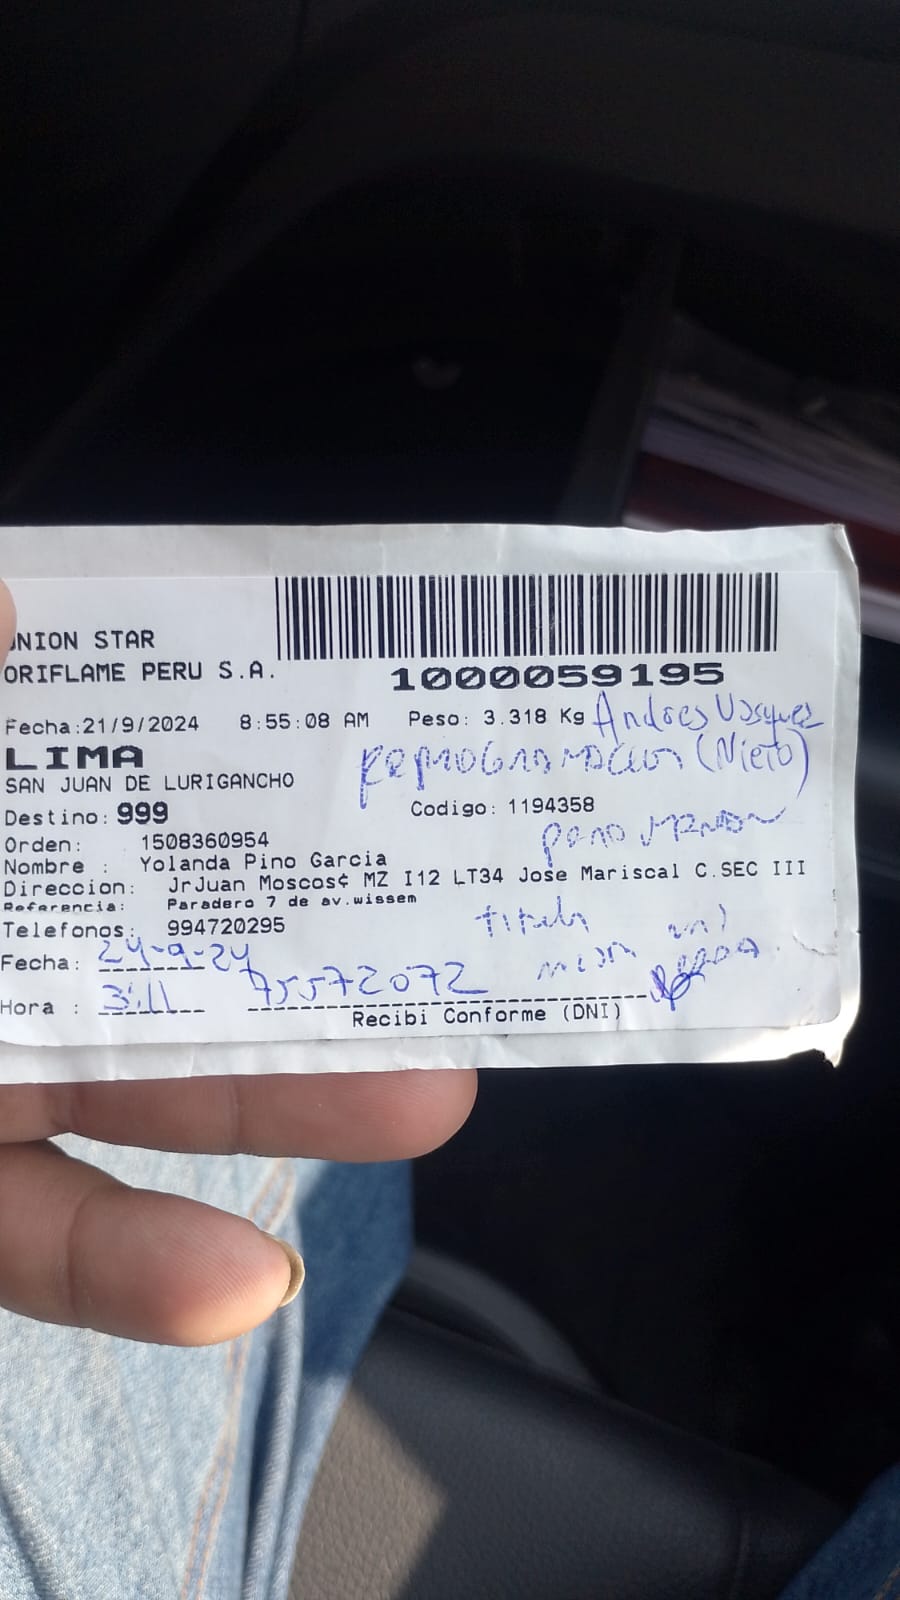 UNION STAR
ORIFLAME PERU S.A.
1000059195
Fecha:21/9/2024 8:55:08 AM Peso: 3.318 Kg Andres Vasquez
LIMA
(Nieto)
SAN JUAN DE LURIGANCHO
Destino: 999 Codigo: 1194358
Orden: 1508360954
Nombre : Yolanda Pino Garcia
Direccion: JrJuan Moscos¢ MZ I12 LT34 Jose Mariscal C.SEC III
Referencia: Paradero 7 de av.wissem
Telefonos: 994720295
Fecha: 24-9-24
Hora : 3:11 75572072
Recibi Conforme (DNI)